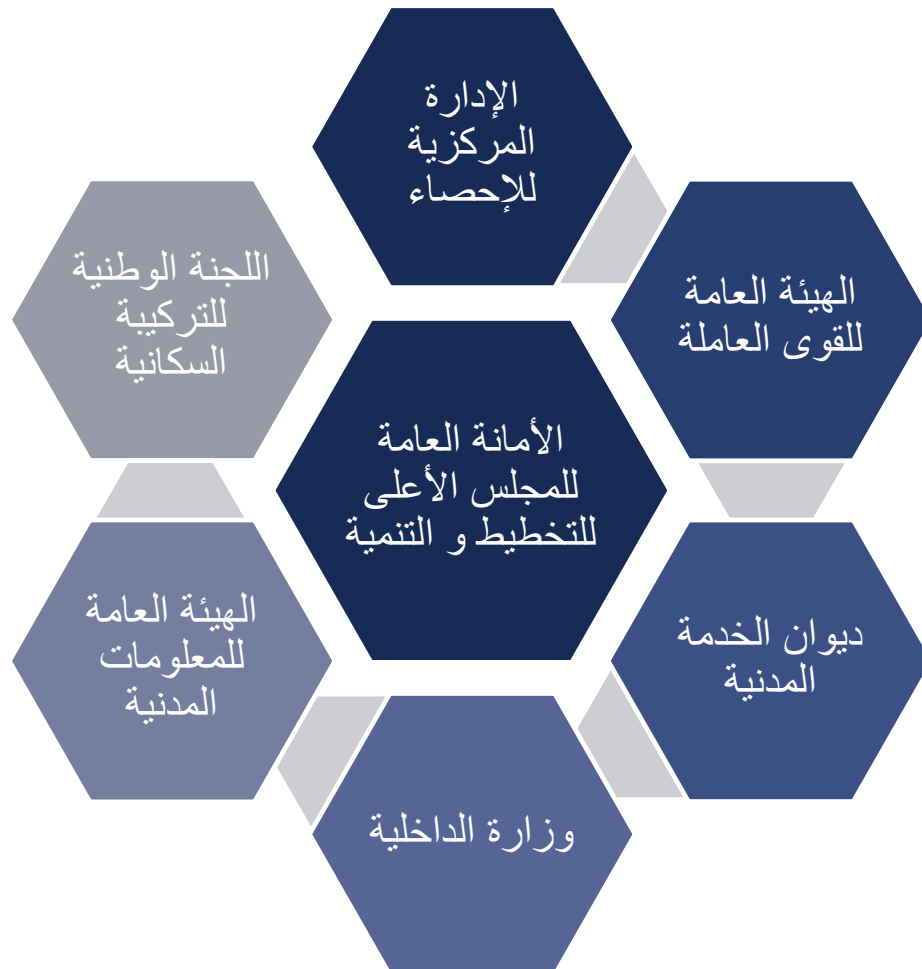 الإدارة
المركزية
للإحصاء
الهيئة العامة
للقوى العاملة
ديوان الخدمة
المدنية
وزارة الداخلية
الهيئة العامة
للمعلومات
المدنية
اللجنة الوطنية
للتركيبة
السكانية
الأمانة العامة
للمجلس الأعلى
للتخطيط و التنمية